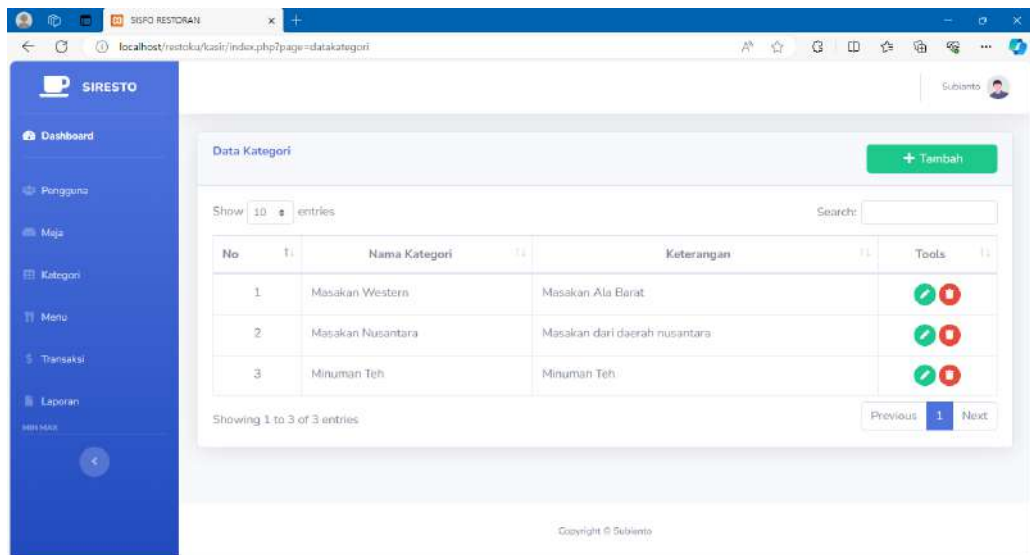 SISFO RESTORAN
localhost/restoku/kasir/index.php?page=datakategori
SIRESTO
Subianto
Dashboard
Data Kategori
+ Tambah
Pengguna
Show 10 entries
Search:
Meja
No Nama Kategori Keterangan Tools
Kategori
1 Masakan Western Masakan Ala Barat
Menu
2 Masakan Nusantara Masakan dari daerah nusantara
Transaksi
3 Minuman Teh Minuman Teh
Laporan
Showing 1 to 3 of 3 entries
Previous 1 Next
MIN MAX
Copyright © Subianto